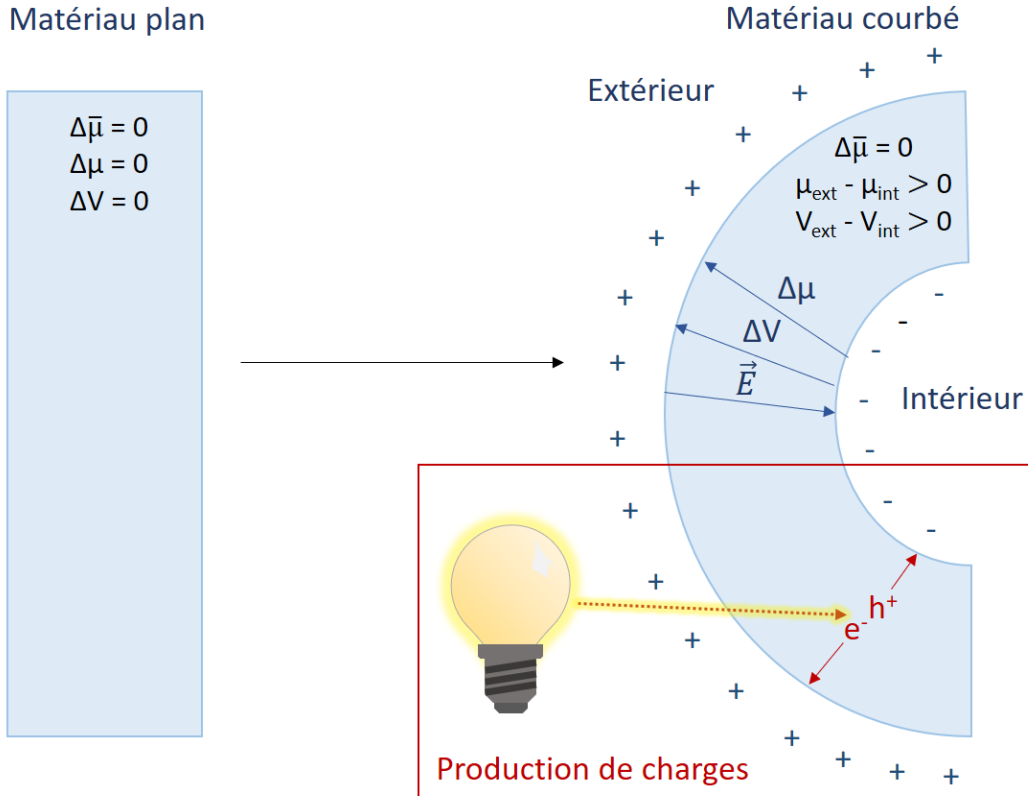 Matériau plan
Δμ̅ = 0
Δμ = 0
ΔV = 0
Matériau courbé
Extérieur
+ + + + + + + + + + + + + + + + +
Δμ̅ = 0
μext - μint > 0
Vext - Vint > 0
Δμ
ΔV
E⃗
- - - - - - -
Intérieur
e- h+
Production de charges